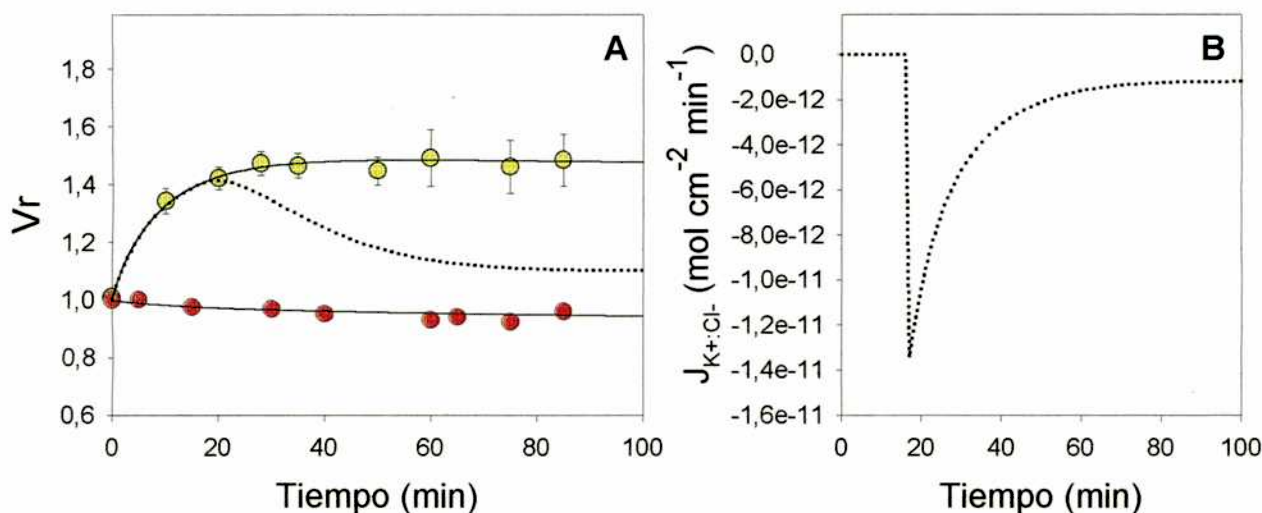 A
Vr
1,8
1,6
1,4
1,2
1,0
0,8
0,6
0
20
40
60
80
100
Tiempo (min)
B
J_{K+:Cl-} (mol cm⁻² min⁻¹)
0,0
-2,0e-12
-4,0e-12
-6,0e-12
-8,0e-12
-1,0e-11
-1,2e-11
-1,4e-11
-1,6e-11
0
20
40
60
80
100
Tiempo (min)